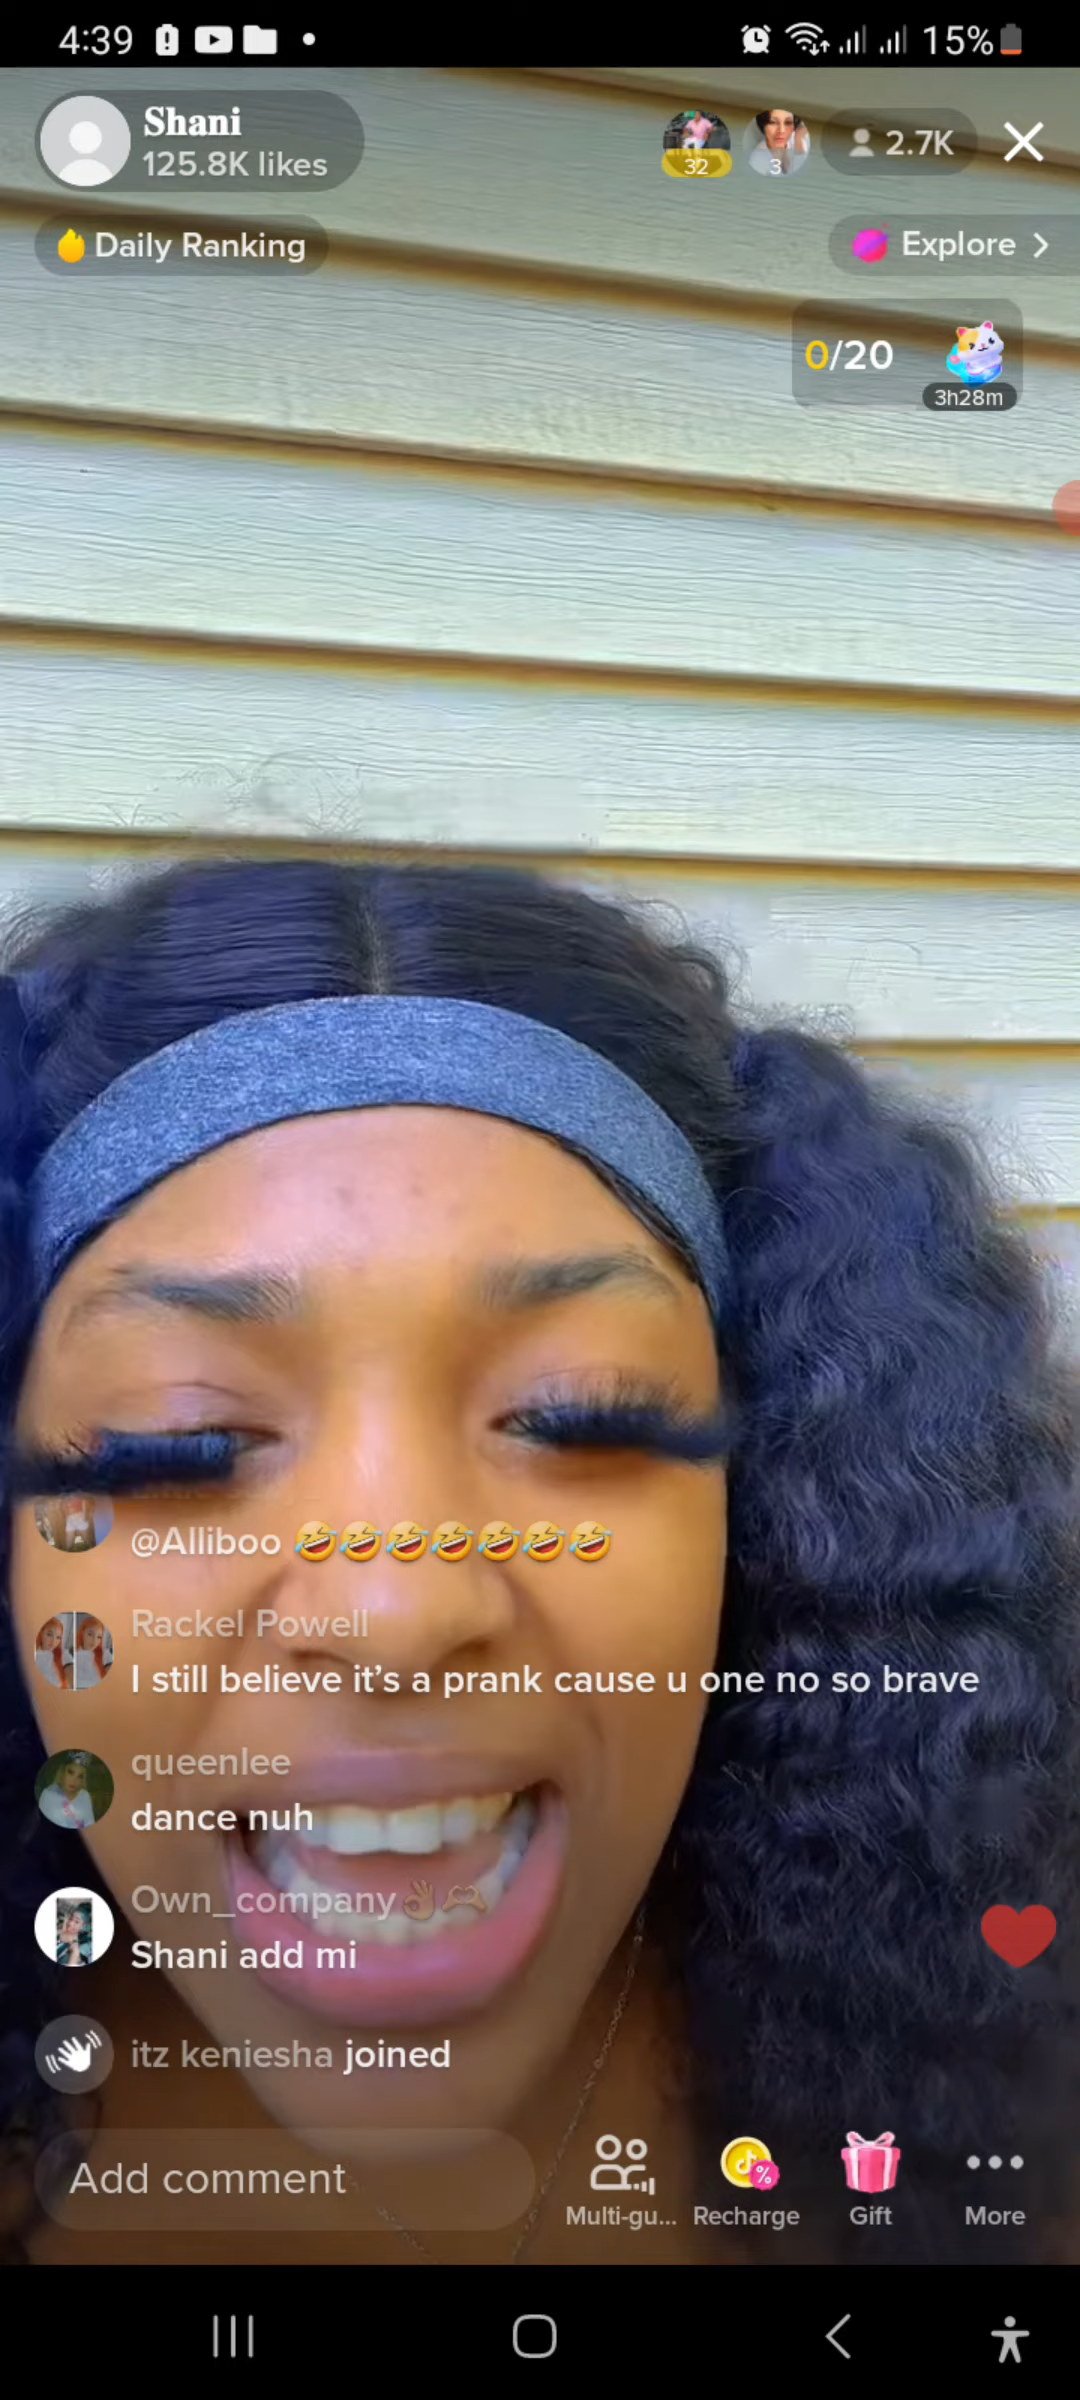 4:39
15%
Shani
125.8K likes
32
3
2.7K
Daily Ranking
Explore
0/20
3h28m
@Alliboo 🤣🤣🤣🤣🤣🤣🤣
Rackel Powell
I still believe it’s a prank cause u one no so brave
queenlee
dance nuh
Own_company👌🏾🫶🏾
Shani add mi
itz keniesha joined
Add comment
Multi-gu...
Recharge
Gift
More